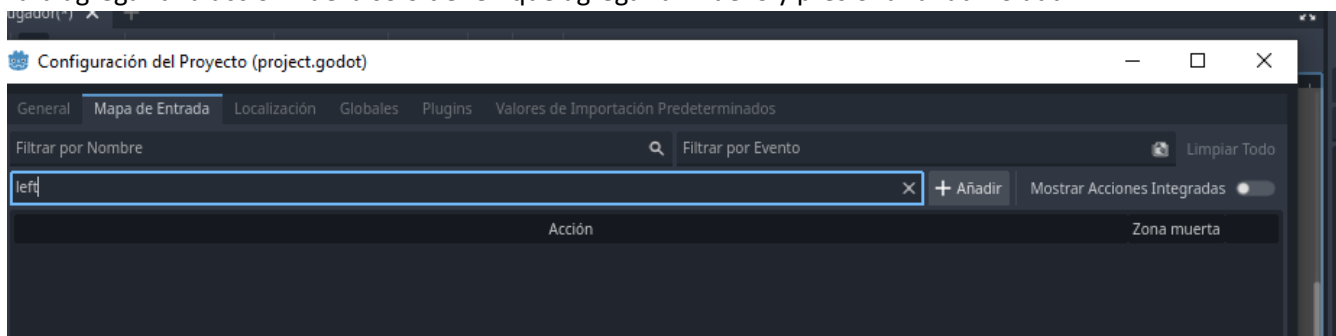 ugador(*)
Configuración del Proyecto (project.godot)
General Mapa de Entrada Localización Globales Plugins Valores de Importación Predeterminados
Filtrar por Nombre Filtrar por Evento Limpiar Todo
left + Añadir Mostrar Acciones Integradas
Acción Zona muerta